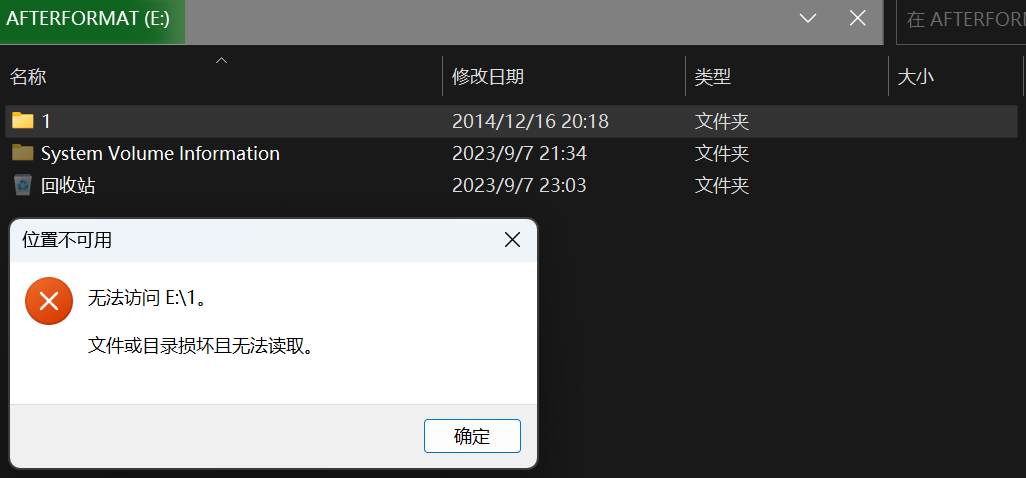 AFTERFORMAT (E:)
在 AFTERFOR
名称 修改日期 类型 大小
1 2014/12/16 20:18 文件夹
System Volume Information 2023/9/7 21:34 文件夹
回收站 2023/9/7 23:03 文件夹
位置不可用
无法访问 E:\1。
文件或目录损坏且无法读取。
确定